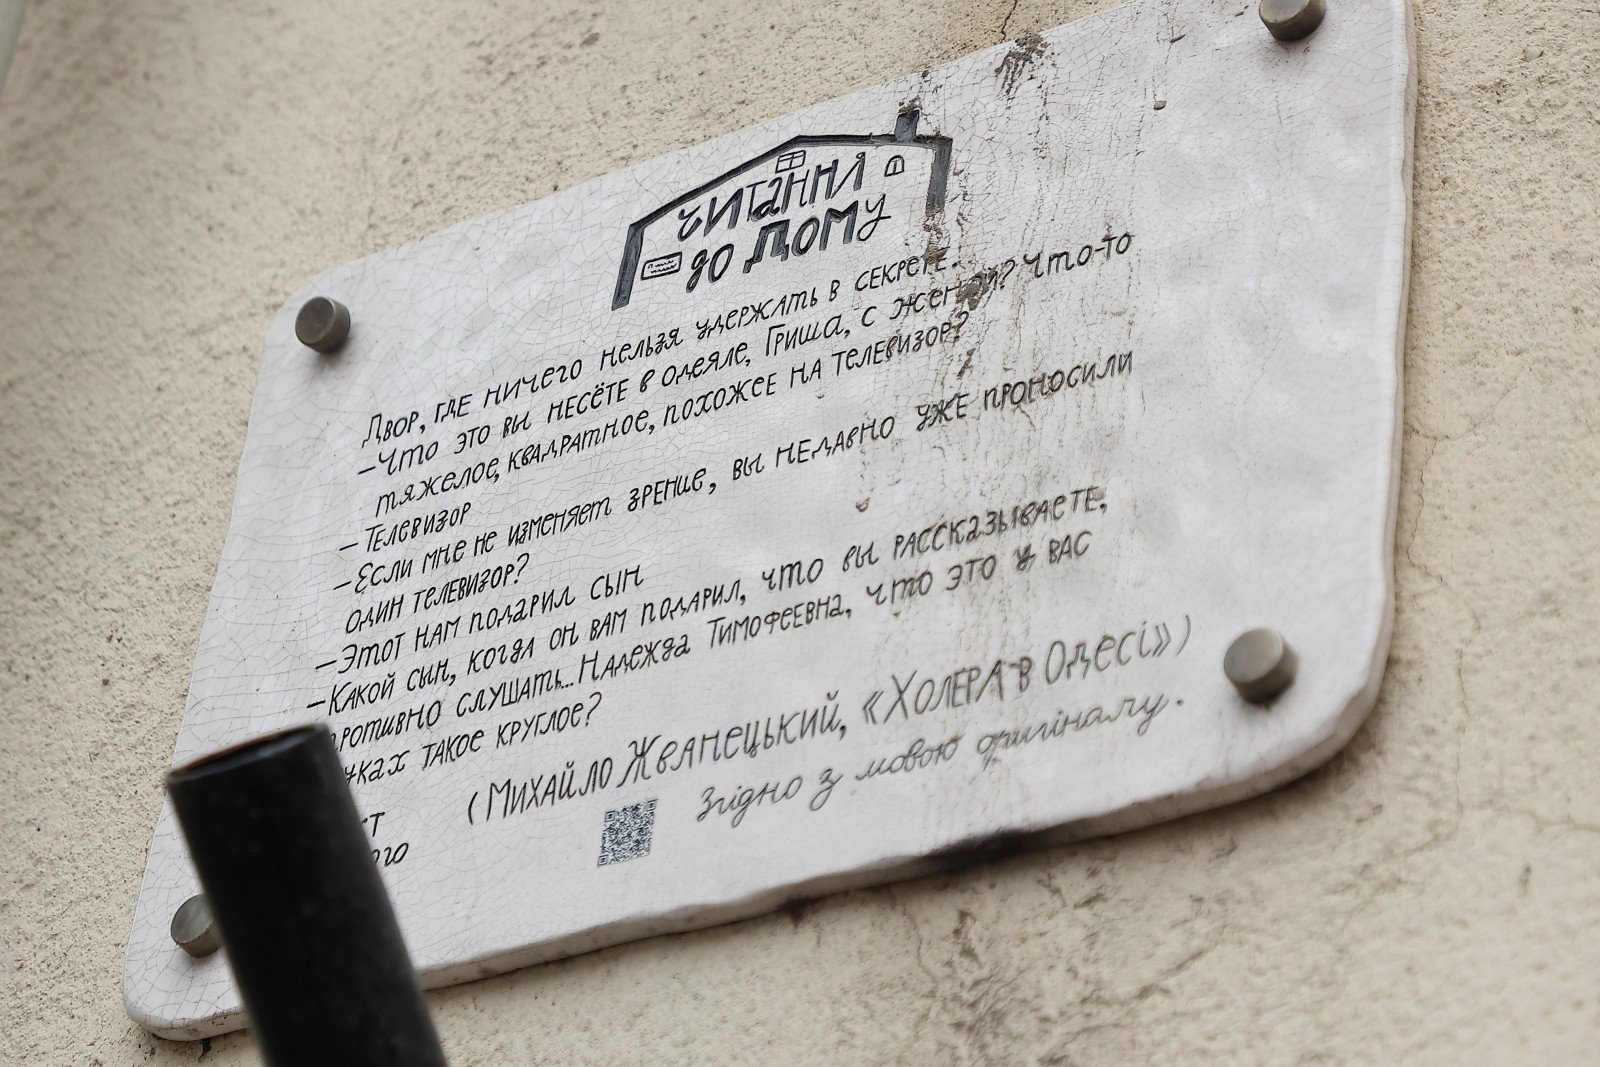 читання
до дому
Двор, где ничего нельзя удержать в секрете.
–Что это вы несёте в одеяле, Гриша, с женой? Что-то
тяжелое, квадратное, похожее на телевизор?
–Телевизор
–Если мне не изменяет зрение, вы недавно уже проносили
один телевизор?
–Этот нам подарил сын
–Какой сын, когда он вам подарил, что вы рассказываете,
противно слушать... Надежда Тимофеевна, что это у вас
руках такое круглое?
(Михайло Жванецький, «Холера в Одесі»)
Згідно з мовою оригіналу.